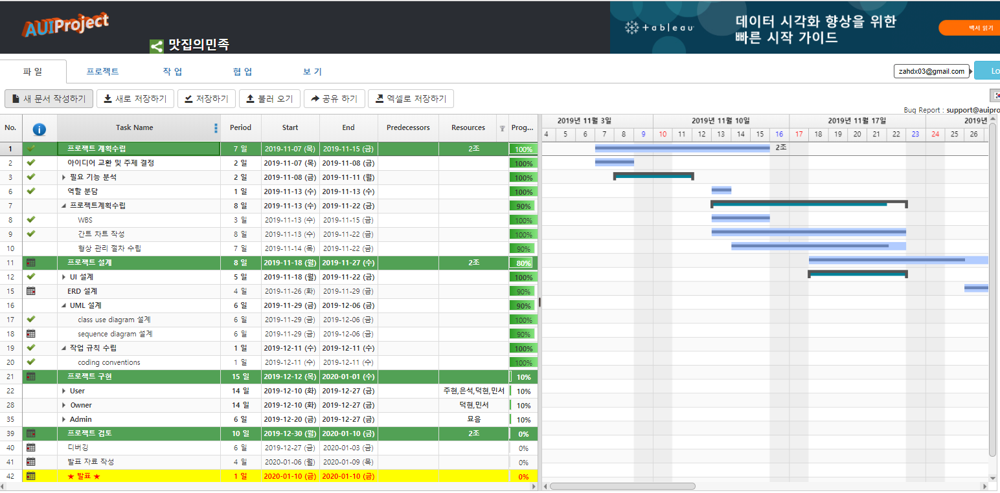 AUIProject
맛집의민족
+ a b l e a u
데이터 시각화 향상을 위한
빠른 시작 가이드
백서 읽기
파 일 프로젝트 작 업 협 업 보 기
zahdx03@gmail.com Lo
새 문서 작성하기 새로 저장하기 저장하기 불러 오기 공유 하기 엑셀로 저장하기
Bug Report : support@auipro
No. Task Name Period Start End Predecessors Resources Prog...
2019년 11월 3일 2019년 11월 10일 2019년 11월 17일 2019년
4 5 6 7 8 9 10 11 12 13 14 15 16 17 18 19 20 21 22 23 24 25 26
1 프로젝트 계획수립 7 일 2019-11-07 (목) 2019-11-15 (금) 2조 100% 2조
2 아이디어 교환 및 주제 결정 2 일 2019-11-07 (목) 2019-11-08 (금) 100%
3 필요 기능 분석 2 일 2019-11-08 (금) 2019-11-11 (월) 100%
6 역할 분담 1 일 2019-11-13 (수) 2019-11-13 (수) 100%
7 프로젝트계획수립 8 일 2019-11-13 (수) 2019-11-22 (금) 90%
8 WBS 3 일 2019-11-13 (수) 2019-11-15 (금) 100%
9 간트 차트 작성 8 일 2019-11-13 (수) 2019-11-22 (금) 100%
10 형상 관리 절차 수립 7 일 2019-11-14 (목) 2019-11-22 (금) 90%
11 프로젝트 설계 8 일 2019-11-18 (월) 2019-11-27 (수) 2조 80%
12 UI 설계 5 일 2019-11-18 (월) 2019-11-22 (금) 100%
15 ERD 설계 4 일 2019-11-26 (화) 2019-11-29 (금) 90%
16 UML 설계 6 일 2019-11-29 (금) 2019-12-06 (금) 90%
17 class use diagram 설계 6 일 2019-11-29 (금) 2019-12-06 (금) 100%
18 sequence diagram 설계 6 일 2019-11-29 (금) 2019-12-06 (금) 90%
19 작업 규칙 수립 1 일 2019-12-11 (수) 2019-12-11 (수) 100%
20 coding conventions 1 일 2019-12-11 (수) 2019-12-11 (수) 100%
21 프로젝트 구현 15 일 2019-12-12 (목) 2020-01-01 (수) 10%
22 User 14 일 2019-12-10 (화) 2019-12-27 (금) 주현,은석,덕현,민서 10%
28 Owner 14 일 2019-12-10 (화) 2019-12-27 (금) 덕현,민서 10%
35 Admin 6 일 2019-12-20 (금) 2019-12-27 (금) 묘음 10%
39 프로젝트 검토 10 일 2019-12-30 (월) 2020-01-10 (금) 2조 0%
40 디버깅 6 일 2019-12-27 (금) 2020-01-03 (금) 0%
41 발표 자료 작성 4 일 2020-01-06 (월) 2020-01-09 (목) 0%
42 ★ 발표 ★ 1 일 2020-01-10 (금) 2020-01-10 (금) 0%